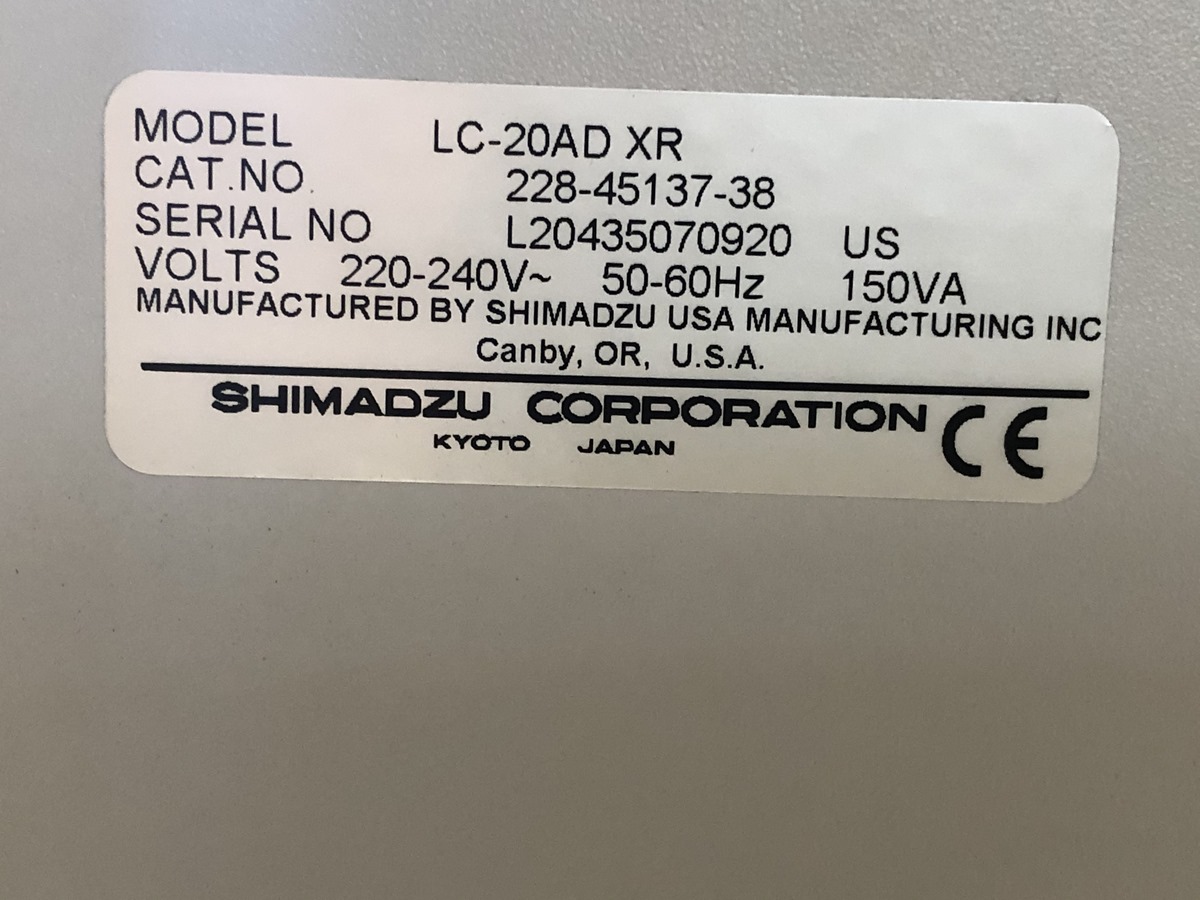 MODEL LC-20AD XR
CAT.NO. 228-45137-38
SERIAL NO L20435070920 US
VOLTS 220-240V~ 50-60Hz 150VA
MANUFACTURED BY SHIMADZU USA MANUFACTURING INC
Canby, OR, U.S.A.
SHIMADZU CORPORATION CE
KYOTO JAPAN